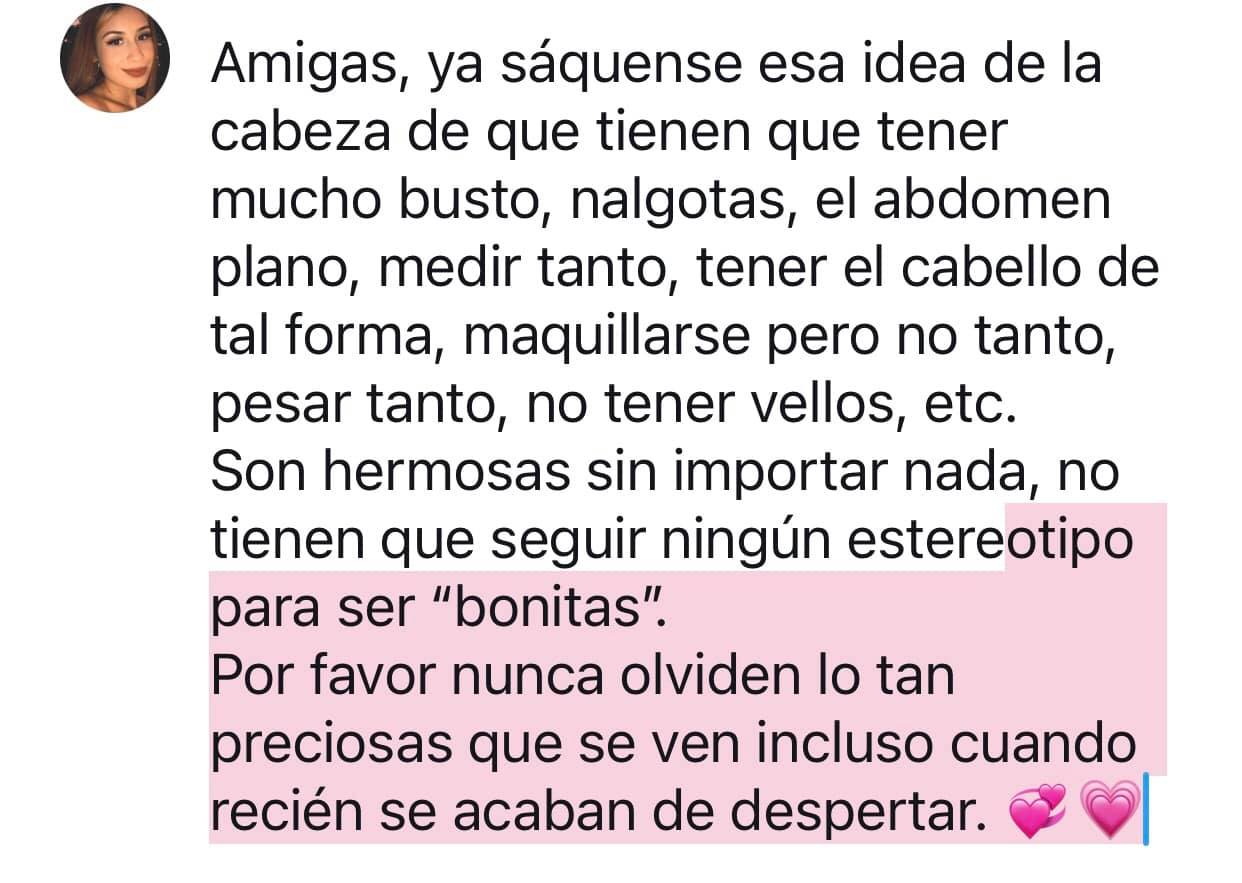 Amigas, ya sáquense esa idea de la
cabeza de que tienen que tener
mucho busto, nalgotas, el abdomen
plano, medir tanto, tener el cabello de
tal forma, maquillarse pero no tanto,
pesar tanto, no tener vellos, etc.
Son hermosas sin importar nada, no
tienen que seguir ningún estereotipo
para ser “bonitas”.
Por favor nunca olviden lo tan
preciosas que se ven incluso cuando
recién se acaban de despertar. 💞💗